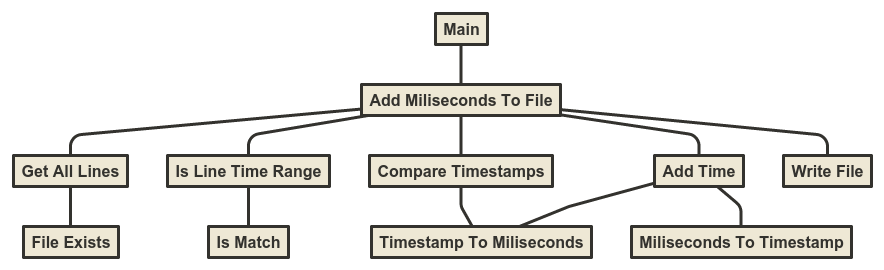 Main
Add Miliseconds To File
Get All Lines
Is Line Time Range
Compare Timestamps
Add Time
Write File
File Exists
Is Match
Timestamp To Miliseconds
Miliseconds To Timestamp